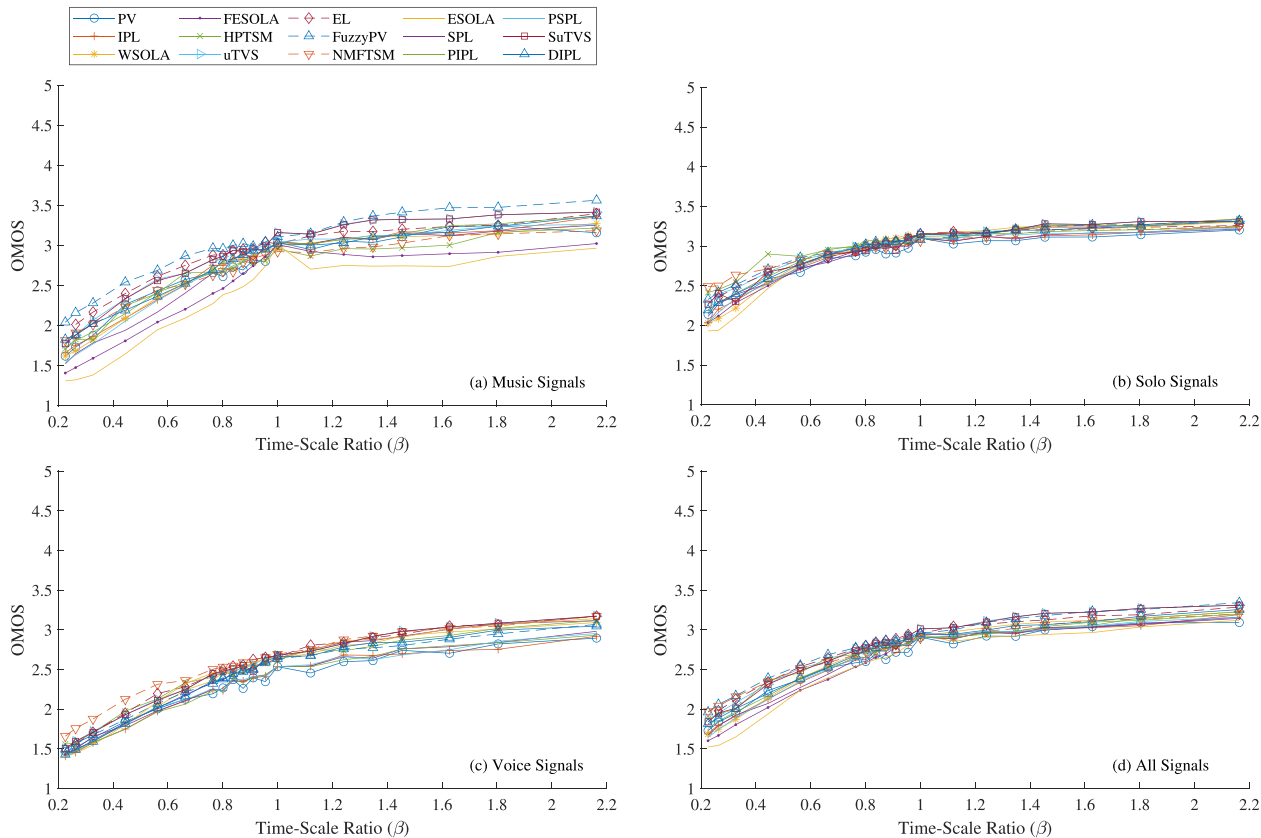 PV FESOLA EL ESOLA PSPL
IPL HPTSM FuzzyPV SPL SuTVS
WSOLA uTVS NMFTSM PIPL DIPL
5
4.5
4
3.5
3
2.5
2
1.5
1
OMOS
(a) Music Signals
0.2 0.4 0.6 0.8 1 1.2 1.4 1.6 1.8 2 2.2
Time-Scale Ratio (β)
5
4.5
4
3.5
3
2.5
2
1.5
1
OMOS
(b) Solo Signals
0.2 0.4 0.6 0.8 1 1.2 1.4 1.6 1.8 2 2.2
Time-Scale Ratio (β)
5
4.5
4
3.5
3
2.5
2
1.5
1
OMOS
(c) Voice Signals
0.2 0.4 0.6 0.8 1 1.2 1.4 1.6 1.8 2 2.2
Time-Scale Ratio (β)
5
4.5
4
3.5
3
2.5
2
1.5
1
OMOS
(d) All Signals
0.2 0.4 0.6 0.8 1 1.2 1.4 1.6 1.8 2 2.2
Time-Scale Ratio (β)